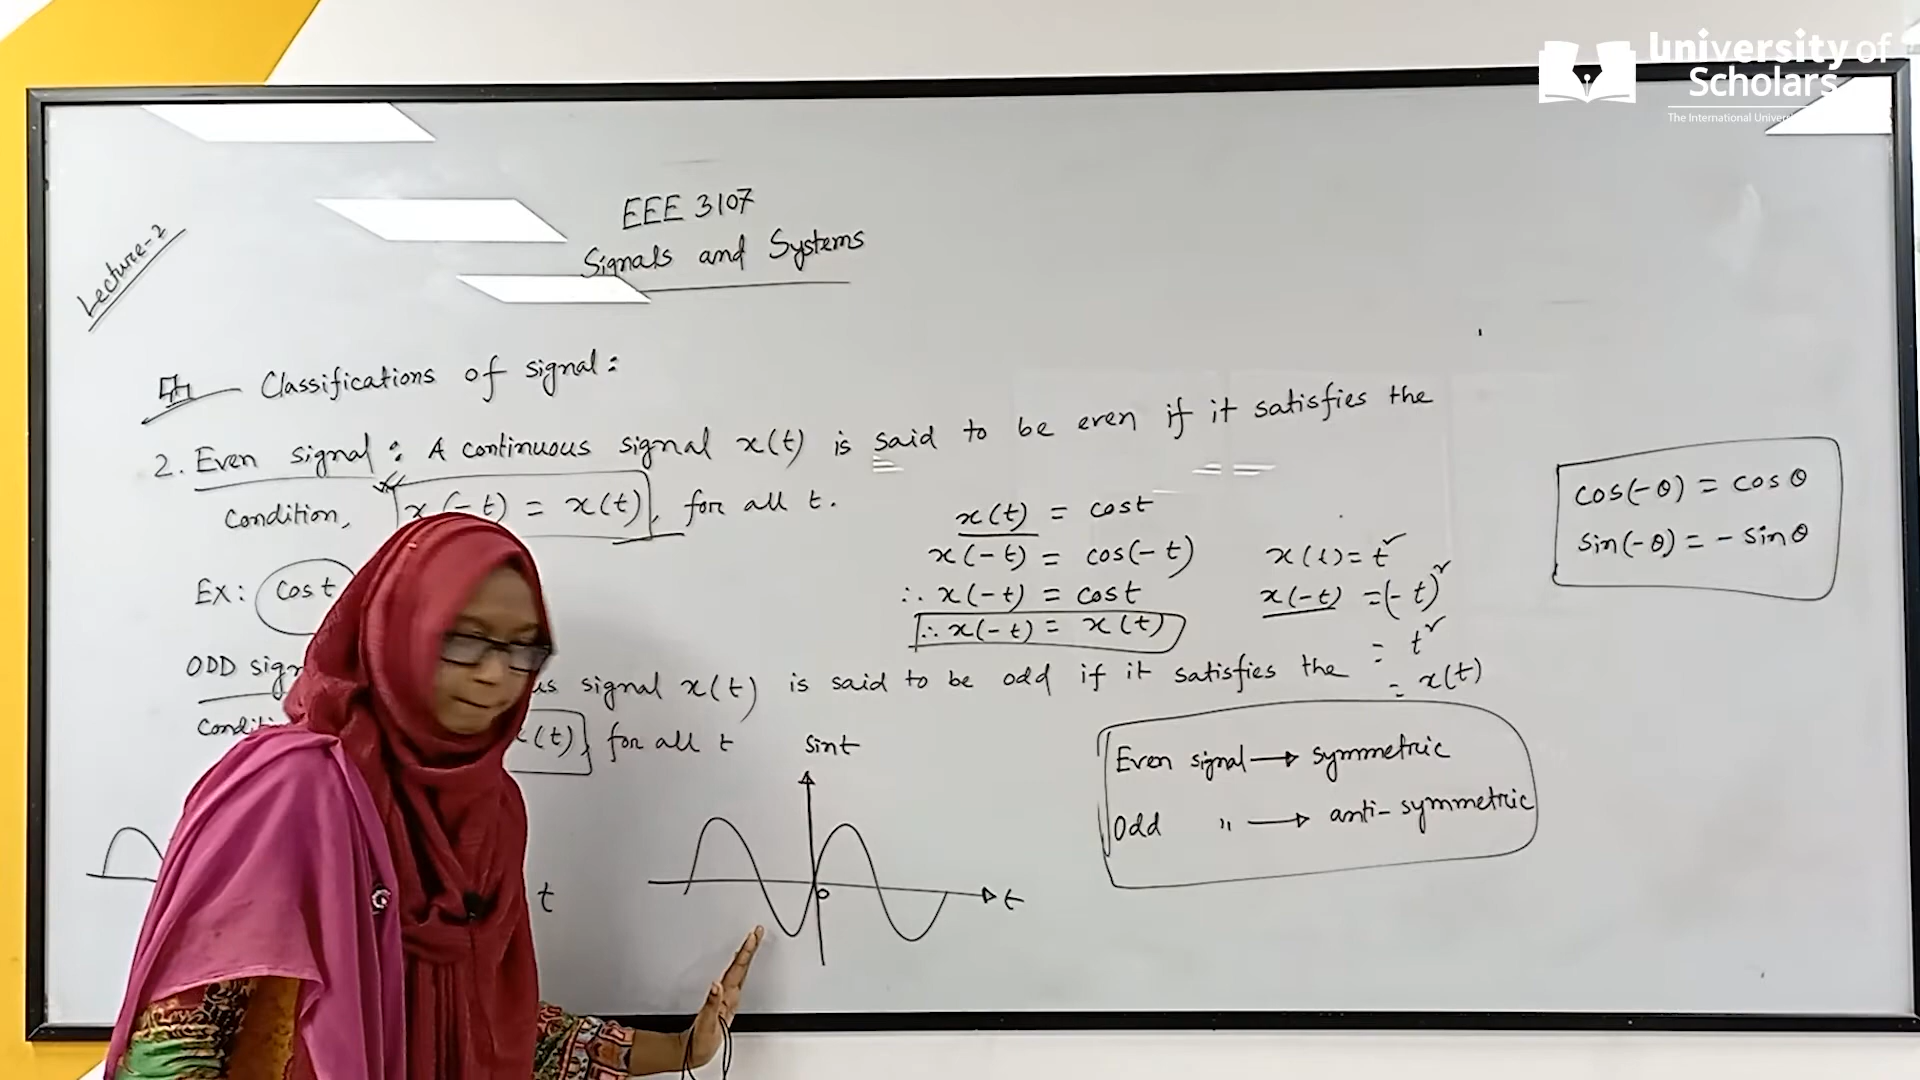 University of
Scholars
Lecture-2
EEE 3107
Signals and Systems
Classifications of signal:
2. Even signal: A continuous signal x(t) is said to be even if it satisfies the
Condition, x(-t) = x(t), for all t.
Ex: cost
x(t) = cost
x(-t) = cos(-t)
∴ x(-t) = cost
∴ x(-t) = x(t)
x(t) = t²
x(-t) = (-t)²
= t²
= x(t)
cos(-θ) = cosθ
sin(-θ) = - sinθ
ODD signal x(t) is said to be odd if it satisfies the
(t), for all t
sint
t
0
t
Even signal → symmetric
Odd " → anti-symmetric